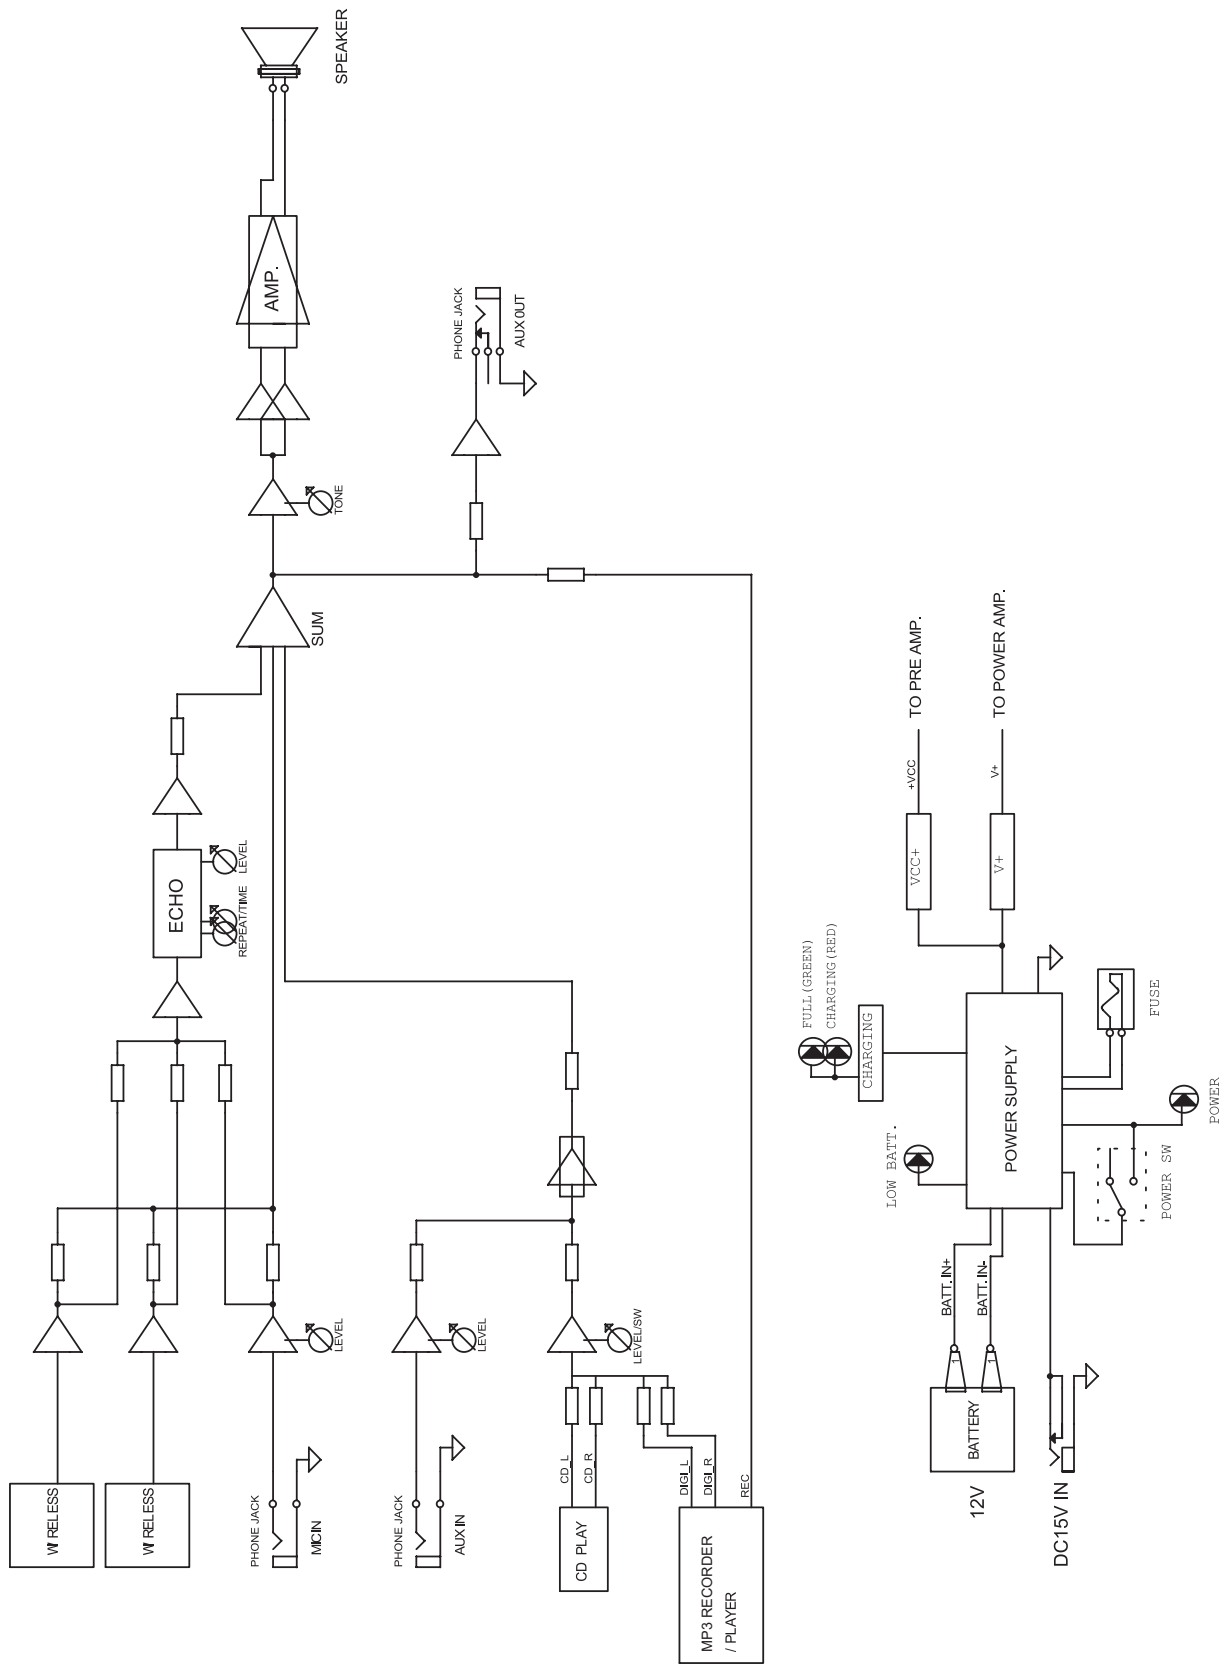 SPEAKER
AMP.
TONE
PHONE JACK
AUX OUT
SUM
LEVEL
ECHO
REPEAT/TIME
LEVEL
LEVEL
LEVEL/SW
WIRELESS
WIRELESS
PHONE JACK
MIC IN
PHONE JACK
AUX IN
CD_L
CD_R
CD PLAY
DIGI_L
DIGI_R
REC
MP3 RECORDER
/ PLAYER
TO PRE AMP.
TO POWER AMP.
+VCC
V+
VCC+
V+
FULL(GREEN)
CHARGING(RED)
CHARGING
LOW BATT.
POWER SUPPLY
FUSE
POWER
POWER SW
BATT. IN+
BATT. IN-
1
1
BATTERY
12V
DC15V IN